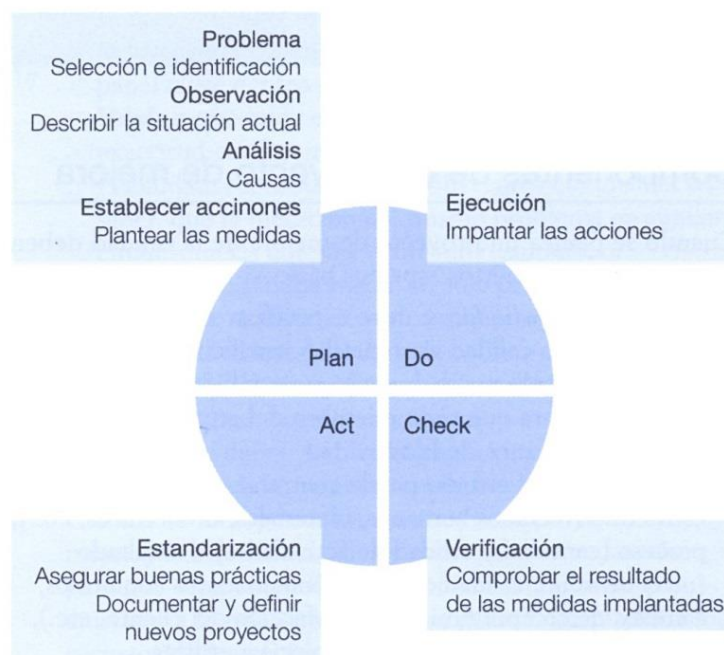 Problema
Selección e identificación
Observación
Describir la situación actual
Análisis
Causas
Establecer accinones
Plantear las medidas
Ejecución
Impantar las acciones
Plan
Do
Act
Check
Estandarización
Asegurar buenas prácticas
Documentar y definir
nuevos proyectos
Verificación
Comprobar el resultado
de las medidas implantadas